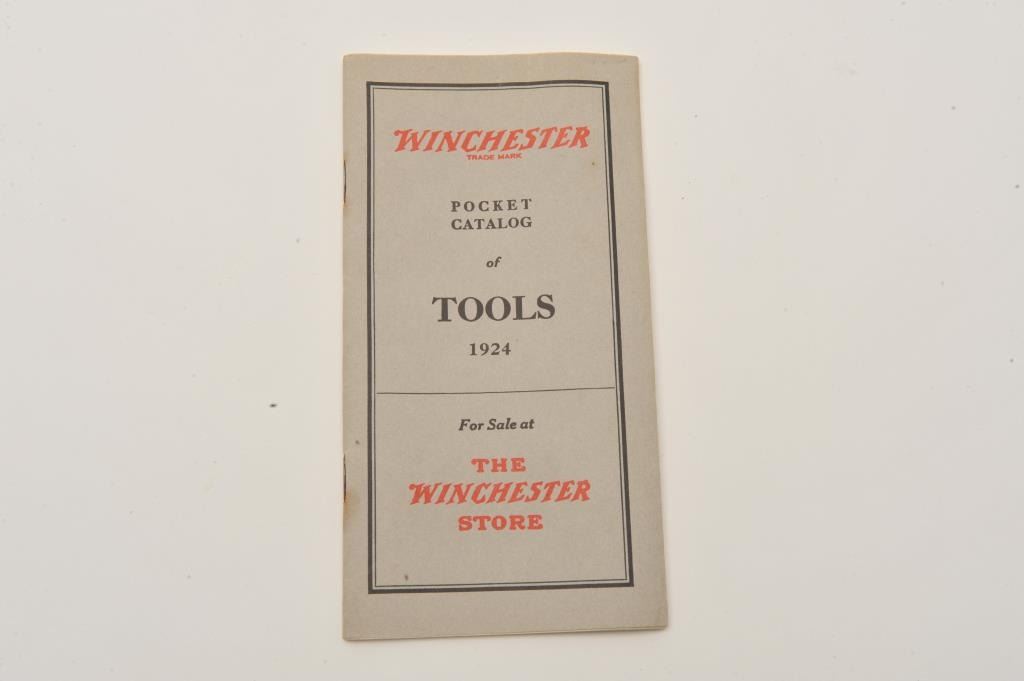 WINCHESTER
TRADE MARK
POCKET
CATALOG
of
TOOLS
1924
For Sale at
THE
WINCHESTER
STORE